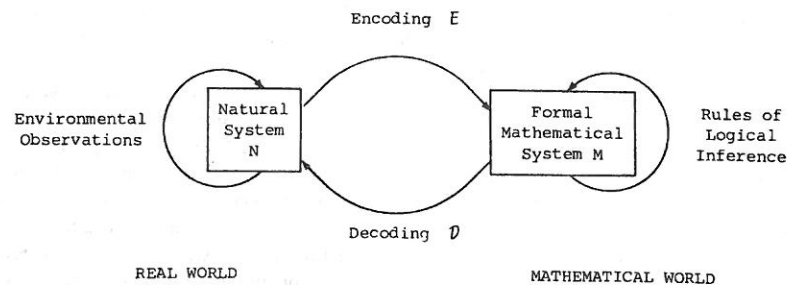 Encoding E
Environmental
Observations
Natural
System
N
Formal
Mathematical
System M
Rules of
Logical
Inference
Decoding D
REAL WORLD
MATHEMATICAL WORLD